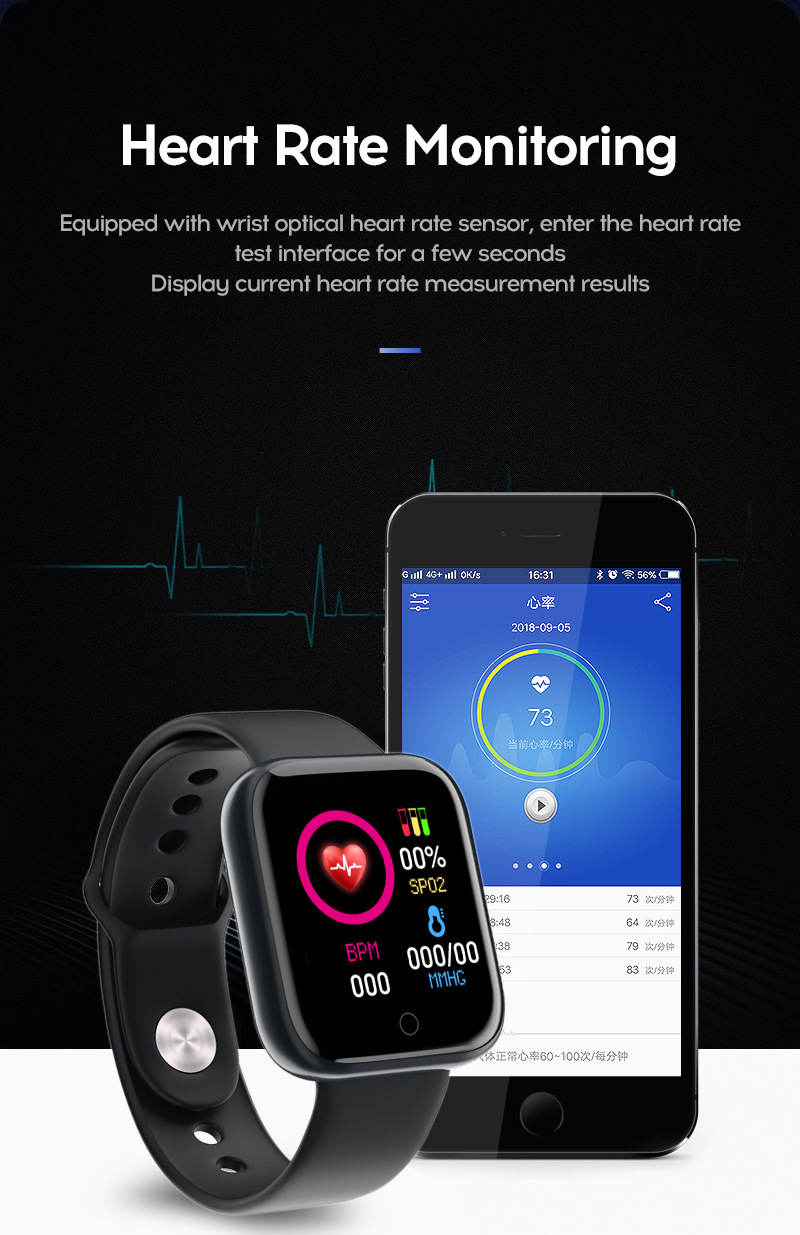 Heart Rate Monitoring
Equipped with wrist optical heart rate sensor, enter the heart rate
test interface for a few seconds
Display current heart rate measurement results
G 4G+ 0K/s 16:31 56%
心率
2018-09-05
73
当前心率/分钟
29:16 73 次/分钟
8:48 64 次/分钟
:38 79 次/分钟
53 83 次/分钟
体正常心率60~100次/每分钟
00%
SPO2
BPM
000
000/00
MMHG